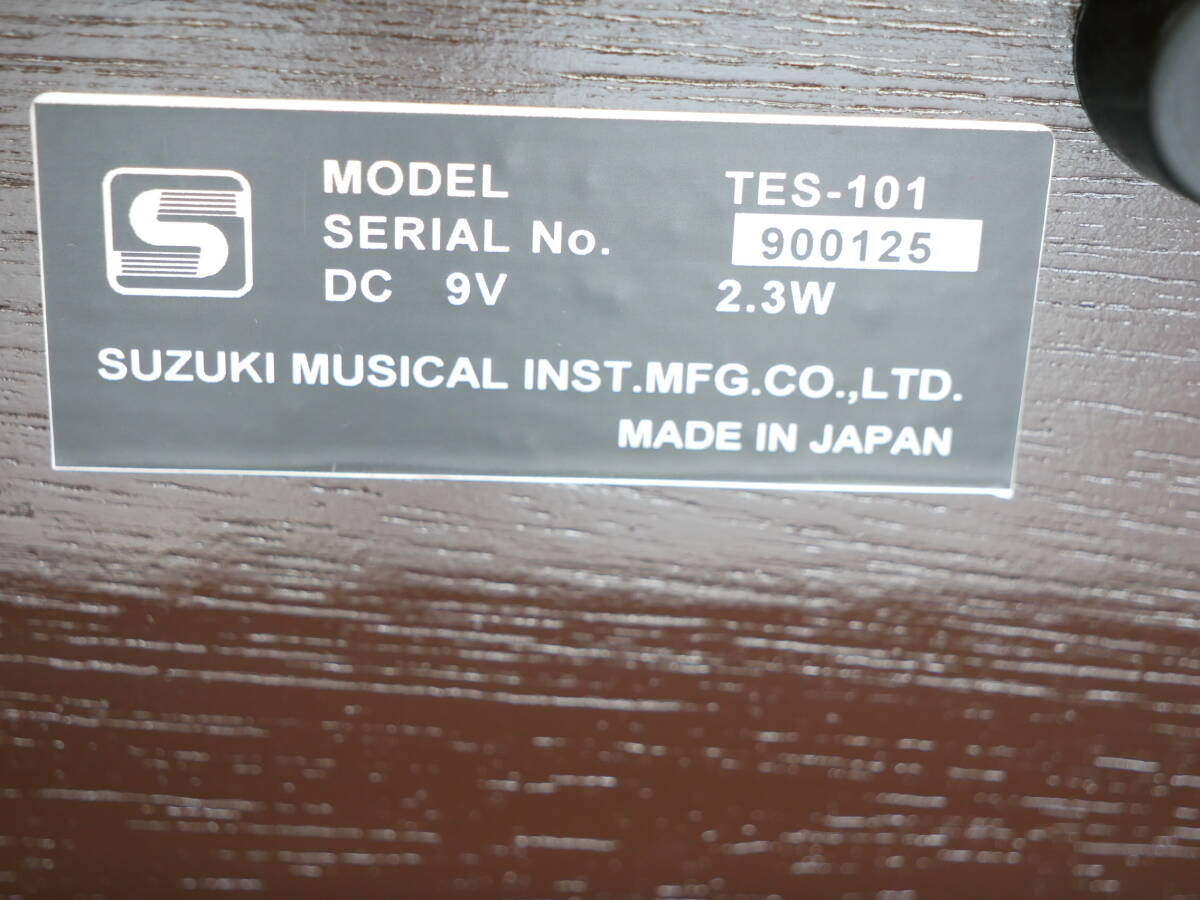 MODEL TES-101
SERIAL No. 900125
DC 9V 2.3W
SUZUKI MUSICAL INST.MFG.CO.,LTD.
MADE IN JAPAN